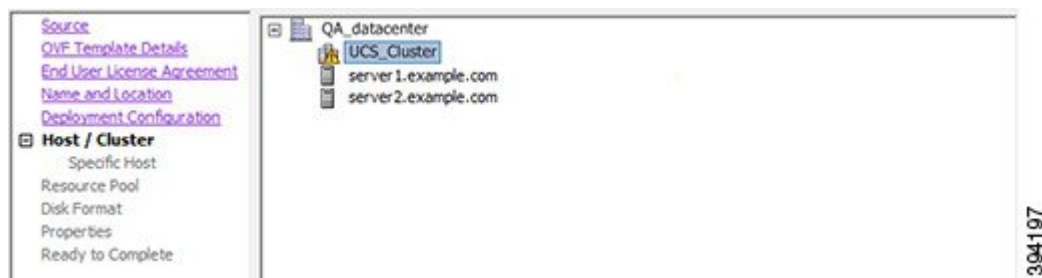 Source
OVF Template Details
End User License Agreement
Name and Location
Deployment Configuration
Host / Cluster
Specific Host
Resource Pool
Disk Format
Properties
Ready to Complete
QA_datacenter
UCS_Cluster
server1.example.com
server2.example.com
394197